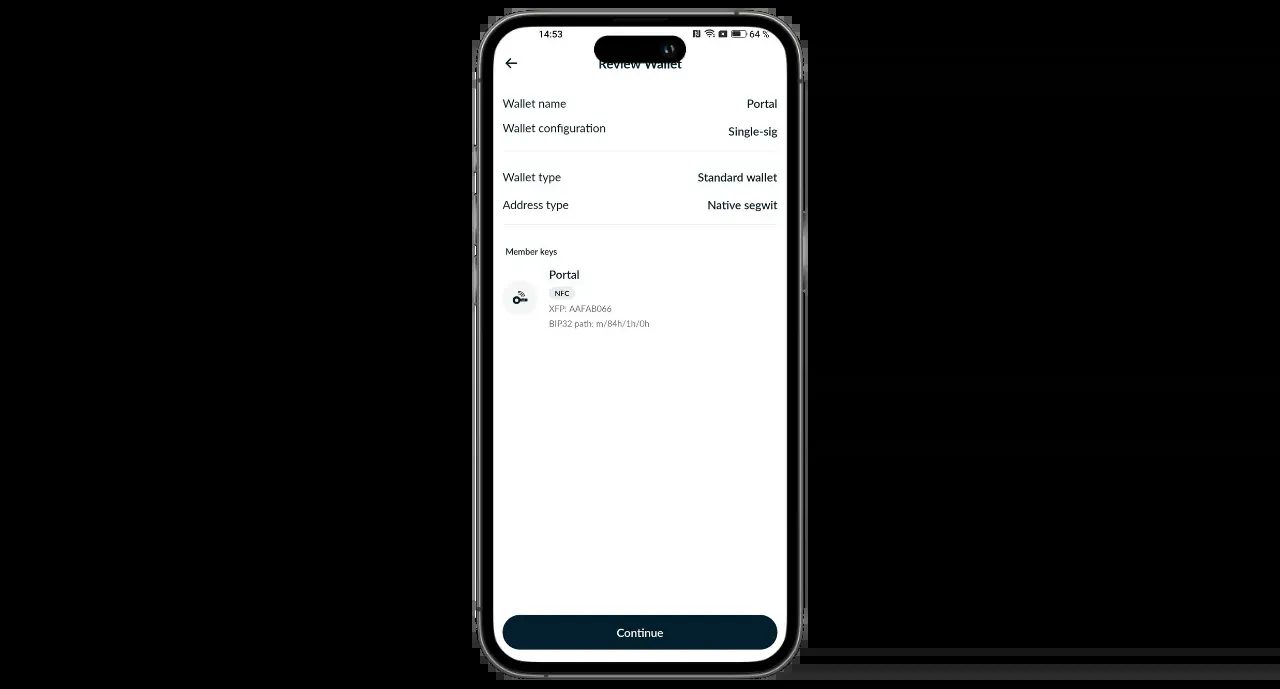 14:53 64 %
Review Wallet
Wallet name Portal
Wallet configuration Single-sig
Wallet type Standard wallet
Address type Native segwit
Member keys
Portal
NFC
XFP: AAFAB066
BIP32 path: m/84h/1h/0h
Continue